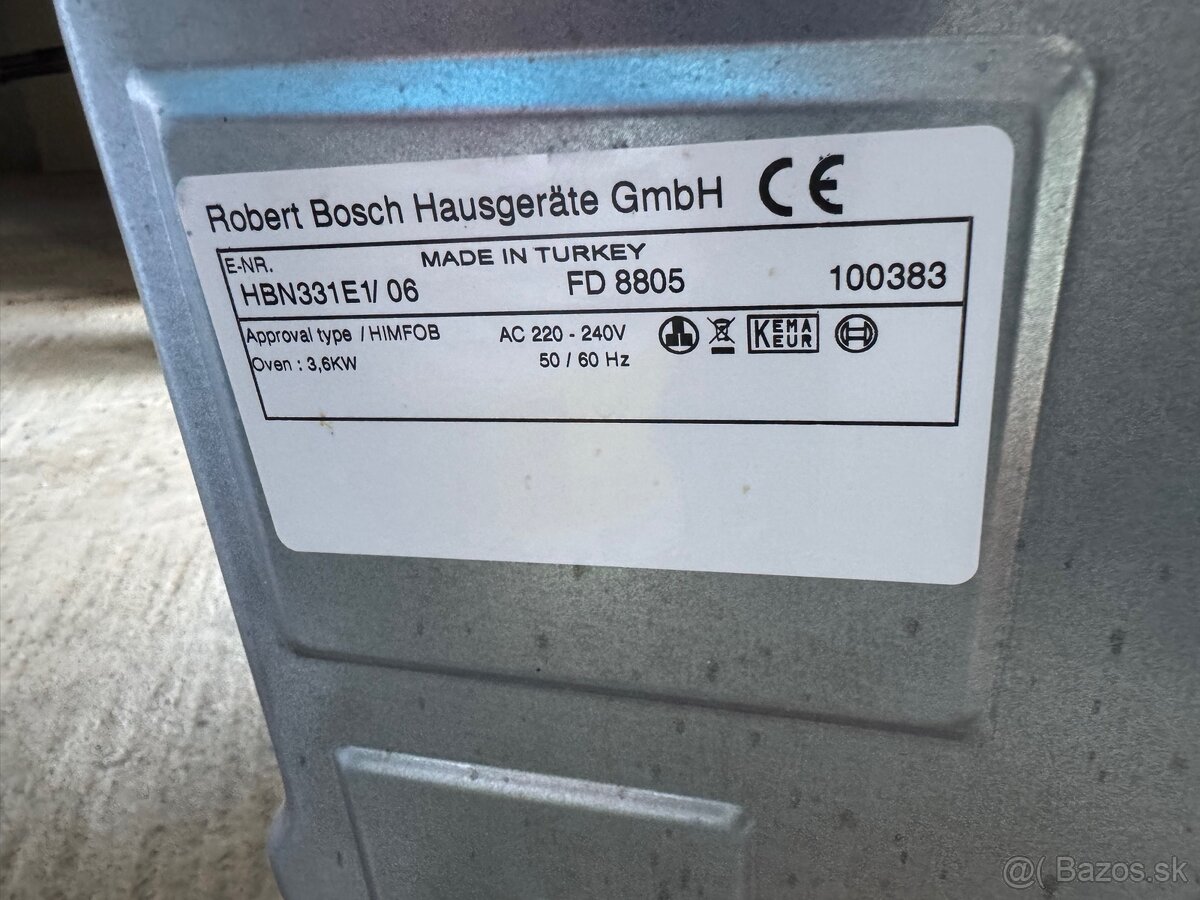 Robert Bosch Hausgeräte GmbH CE
E-NR. MADE IN TURKEY
HBN331E1/ 06 FD 8805 100383
Approval type / HIMFOB AC 220 - 240V KEMA EUR
Oven : 3,6KW 50 / 60 Hz
@( Bazos.sk